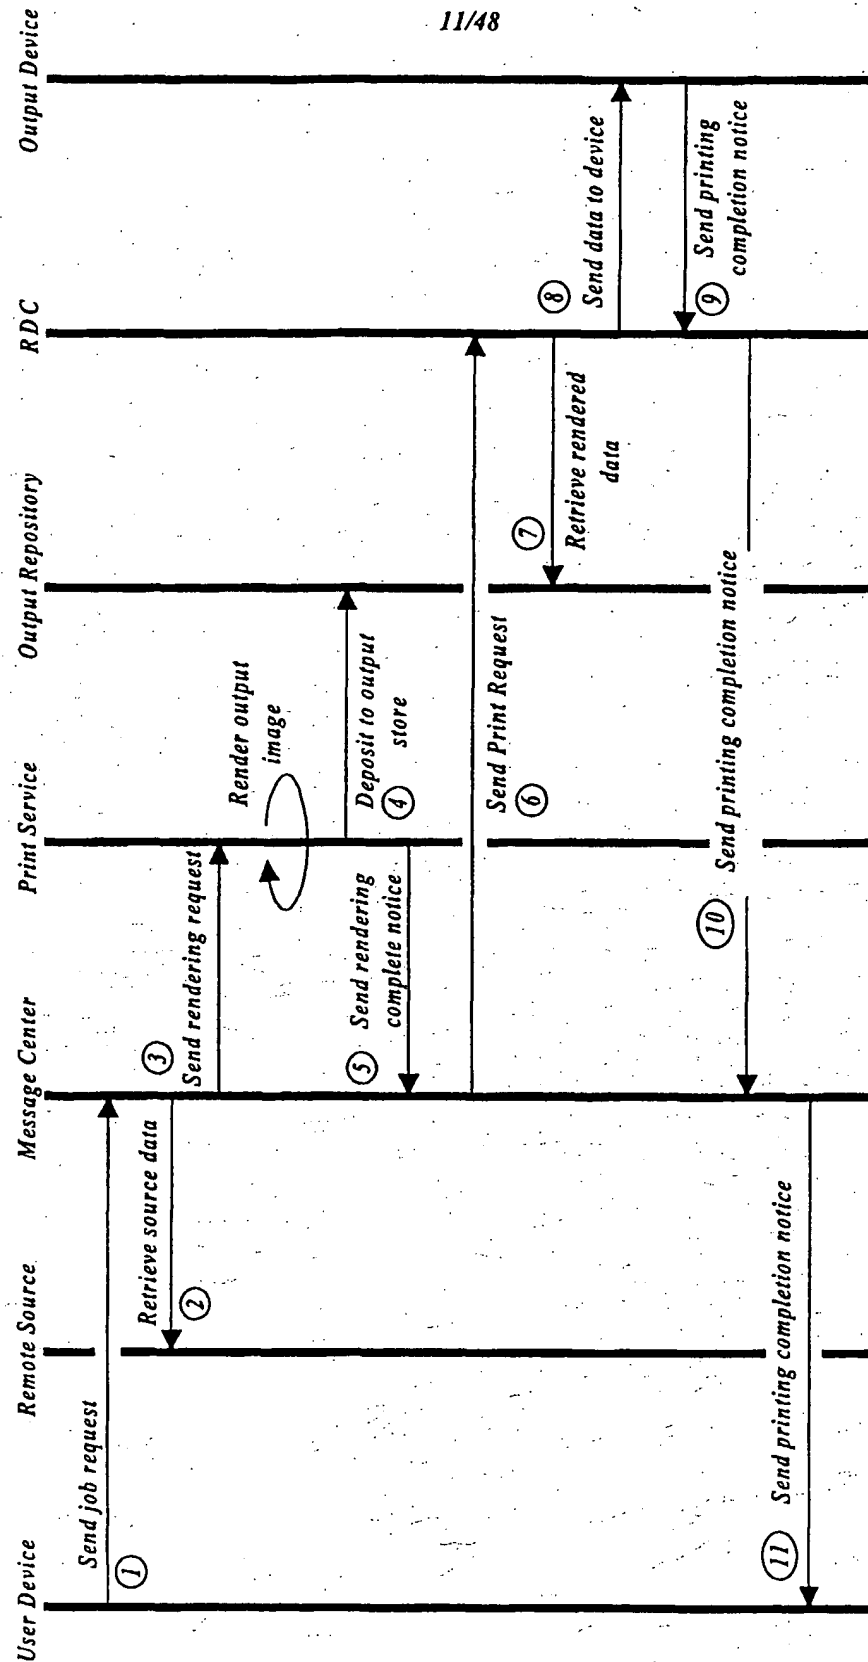 11/48
User Device
Remote Source
Message Center
Print Service
Output Repository
RDC
Output Device
Send job request
1
Retrieve source data
2
3
Send rendering request
Render output
image
Deposit to output
4 store
5 Send rendering
complete notice
Send Print Request
6
7
Retrieve rendered
data
8
Send data to device
9 Send printing
completion notice
10 Send printing completion notice
11 Send printing completion notice